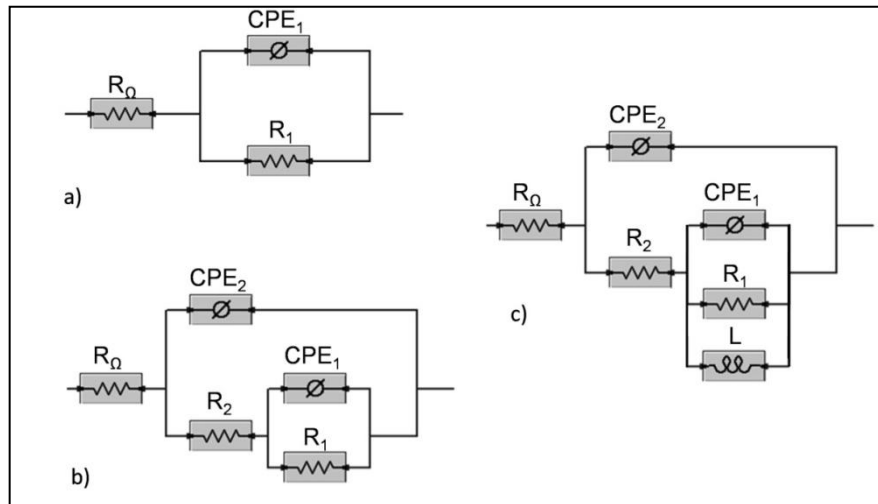 CPE₁
R_Ω
R₁
a)
CPE₂
R_Ω
CPE₁
R₂
R₁
b)
CPE₂
R_Ω
CPE₁
R₂
R₁
L
c)